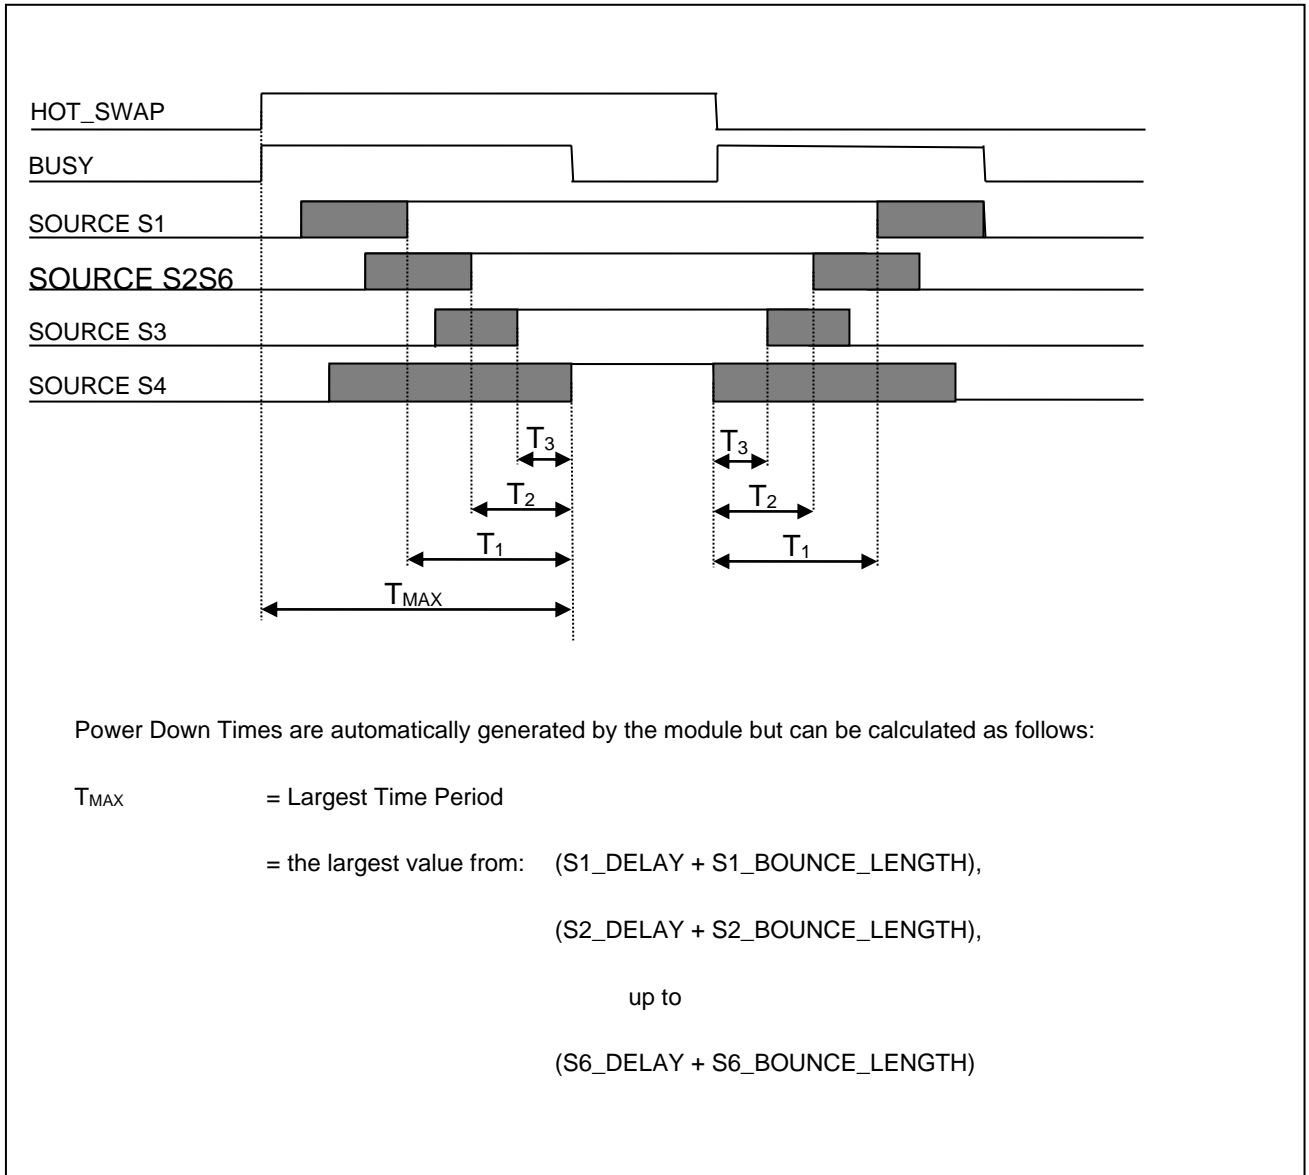 HOT_SWAP
BUSY
SOURCE S1
SOURCE S2S6
SOURCE S3
SOURCE S4
T3 T3
T2 T2
T1 T1
TMAX
Power Down Times are automatically generated by the module but can be calculated as follows:
TMAX = Largest Time Period
= the largest value from: (S1_DELAY + S1_BOUNCE_LENGTH),
(S2_DELAY + S2_BOUNCE_LENGTH),
up to
(S6_DELAY + S6_BOUNCE_LENGTH)